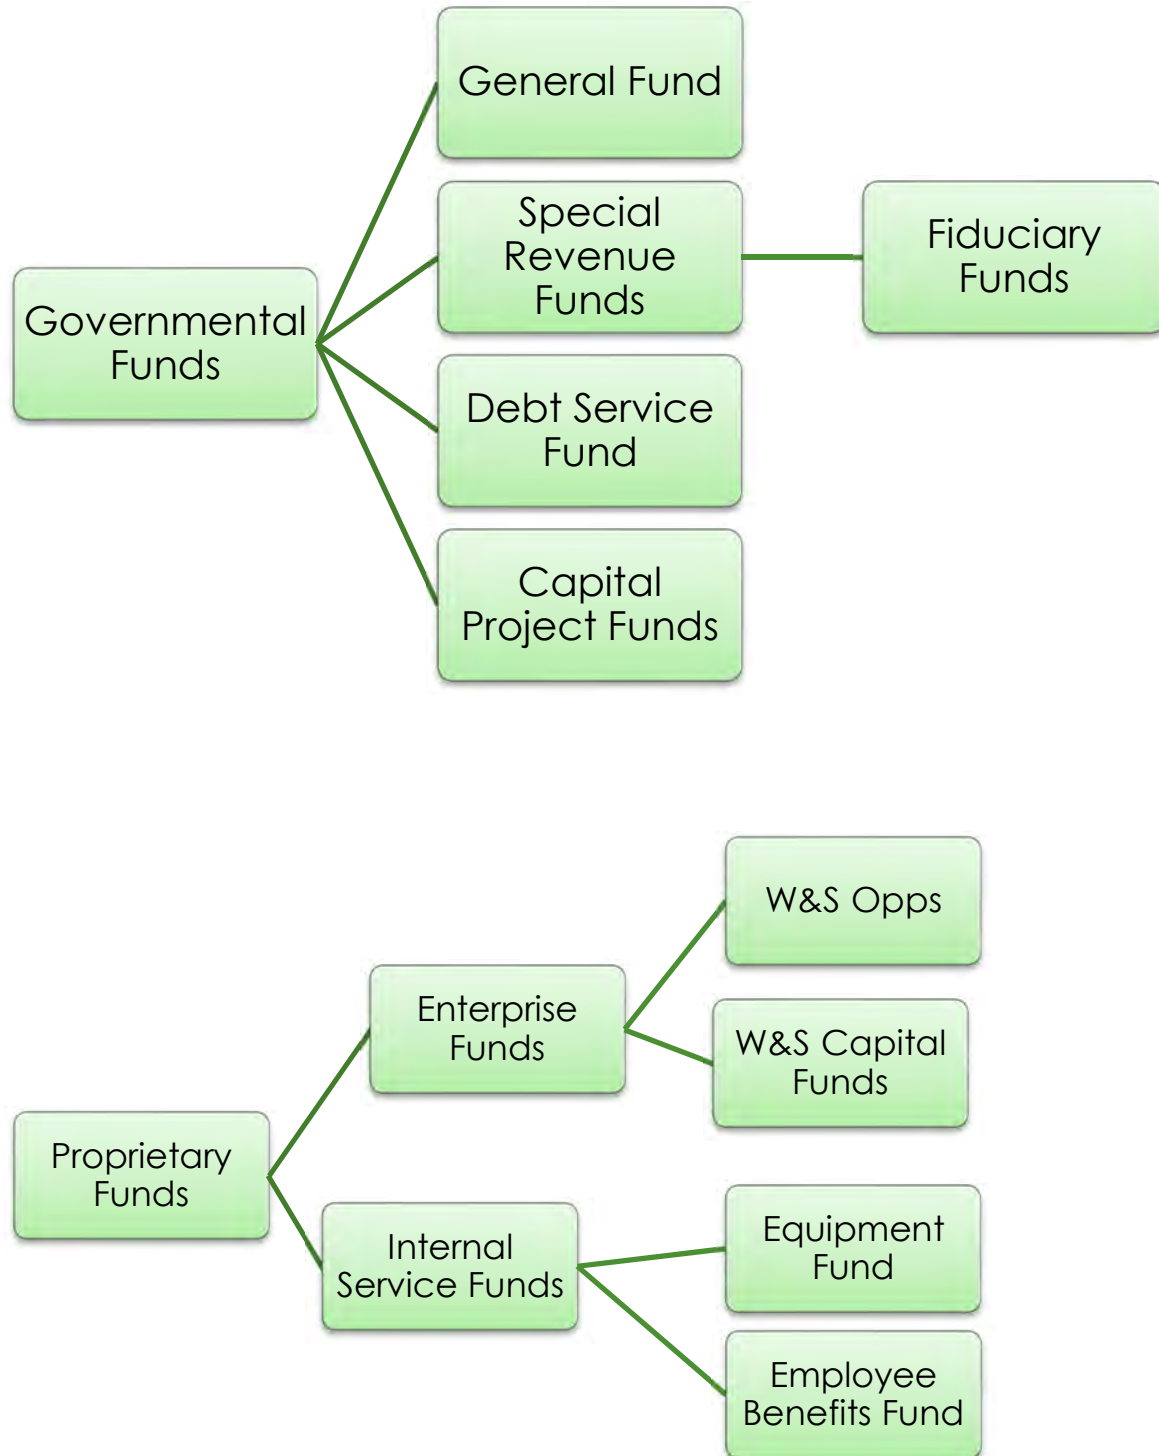 General Fund
Special
Revenue
Funds
Fiduciary
Funds
Governmental
Funds
Debt Service
Fund
Capital
Project Funds
W&S Opps
Enterprise
Funds
W&S Capital
Funds
Proprietary
Funds
Internal
Service Funds
Equipment
Fund
Employee
Benefits Fund